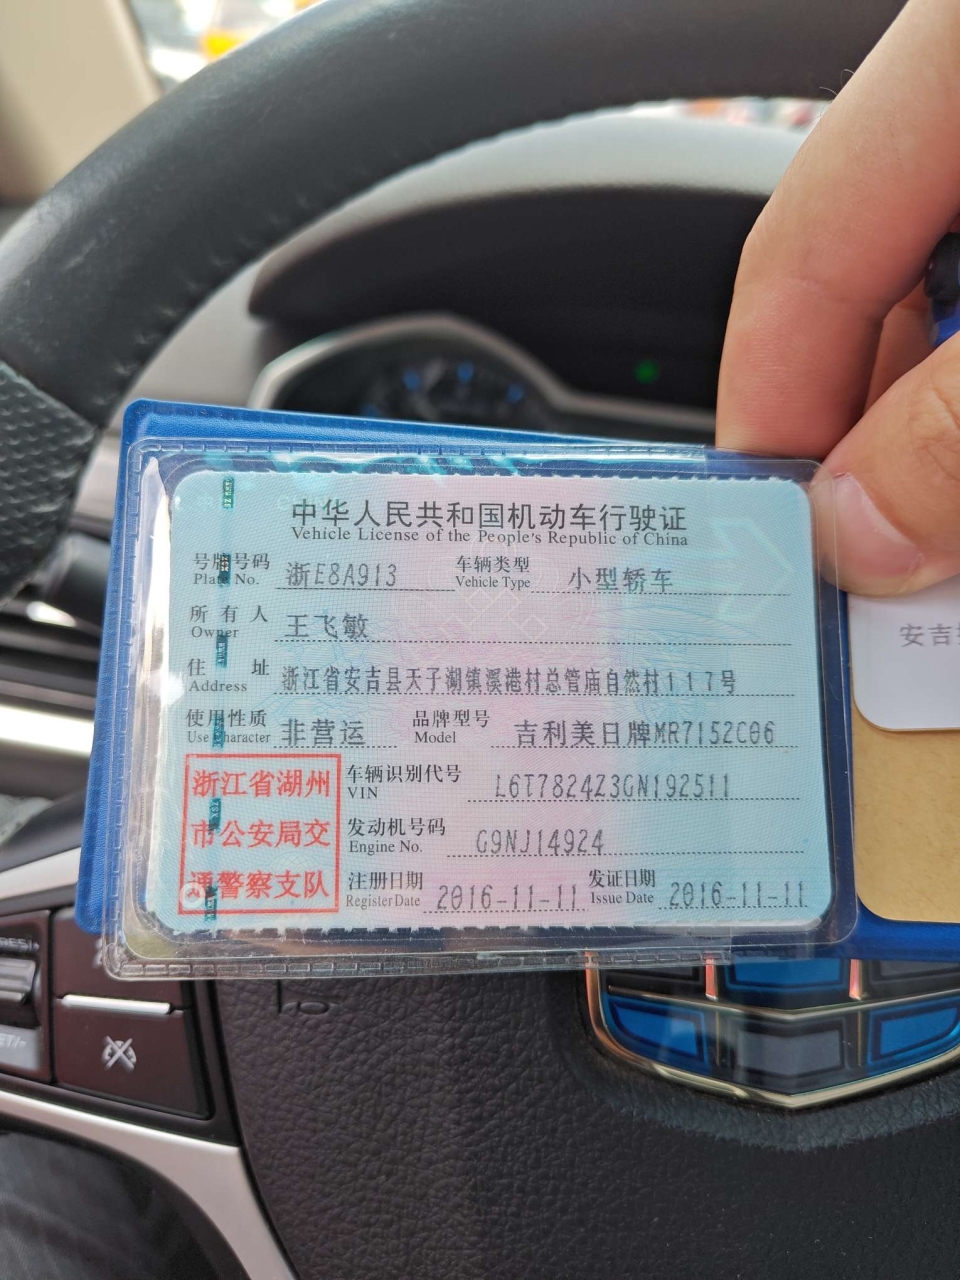 中华人民共和国机动车行驶证
Vehicle License of the People's Republic of China
号牌号码 浙E8A913 车辆类型 小型轿车
Plate No. Vehicle Type
所有人 王飞敏
Owner
住址 浙江省安吉县天子湖镇溪港村总管庙自然村117号
Address
使用性质 非营运 品牌型号 吉利美日牌MR7152C06
Use Character Model
浙江省湖州
市公安局交
通警察支队
车辆识别代号 L6T7824Z3GN192511
VIN
发动机号码 G9NJ14924
Engine No.
注册日期 2016-11-11 发证日期 2016-11-11
Register Date Issue Date
安吉